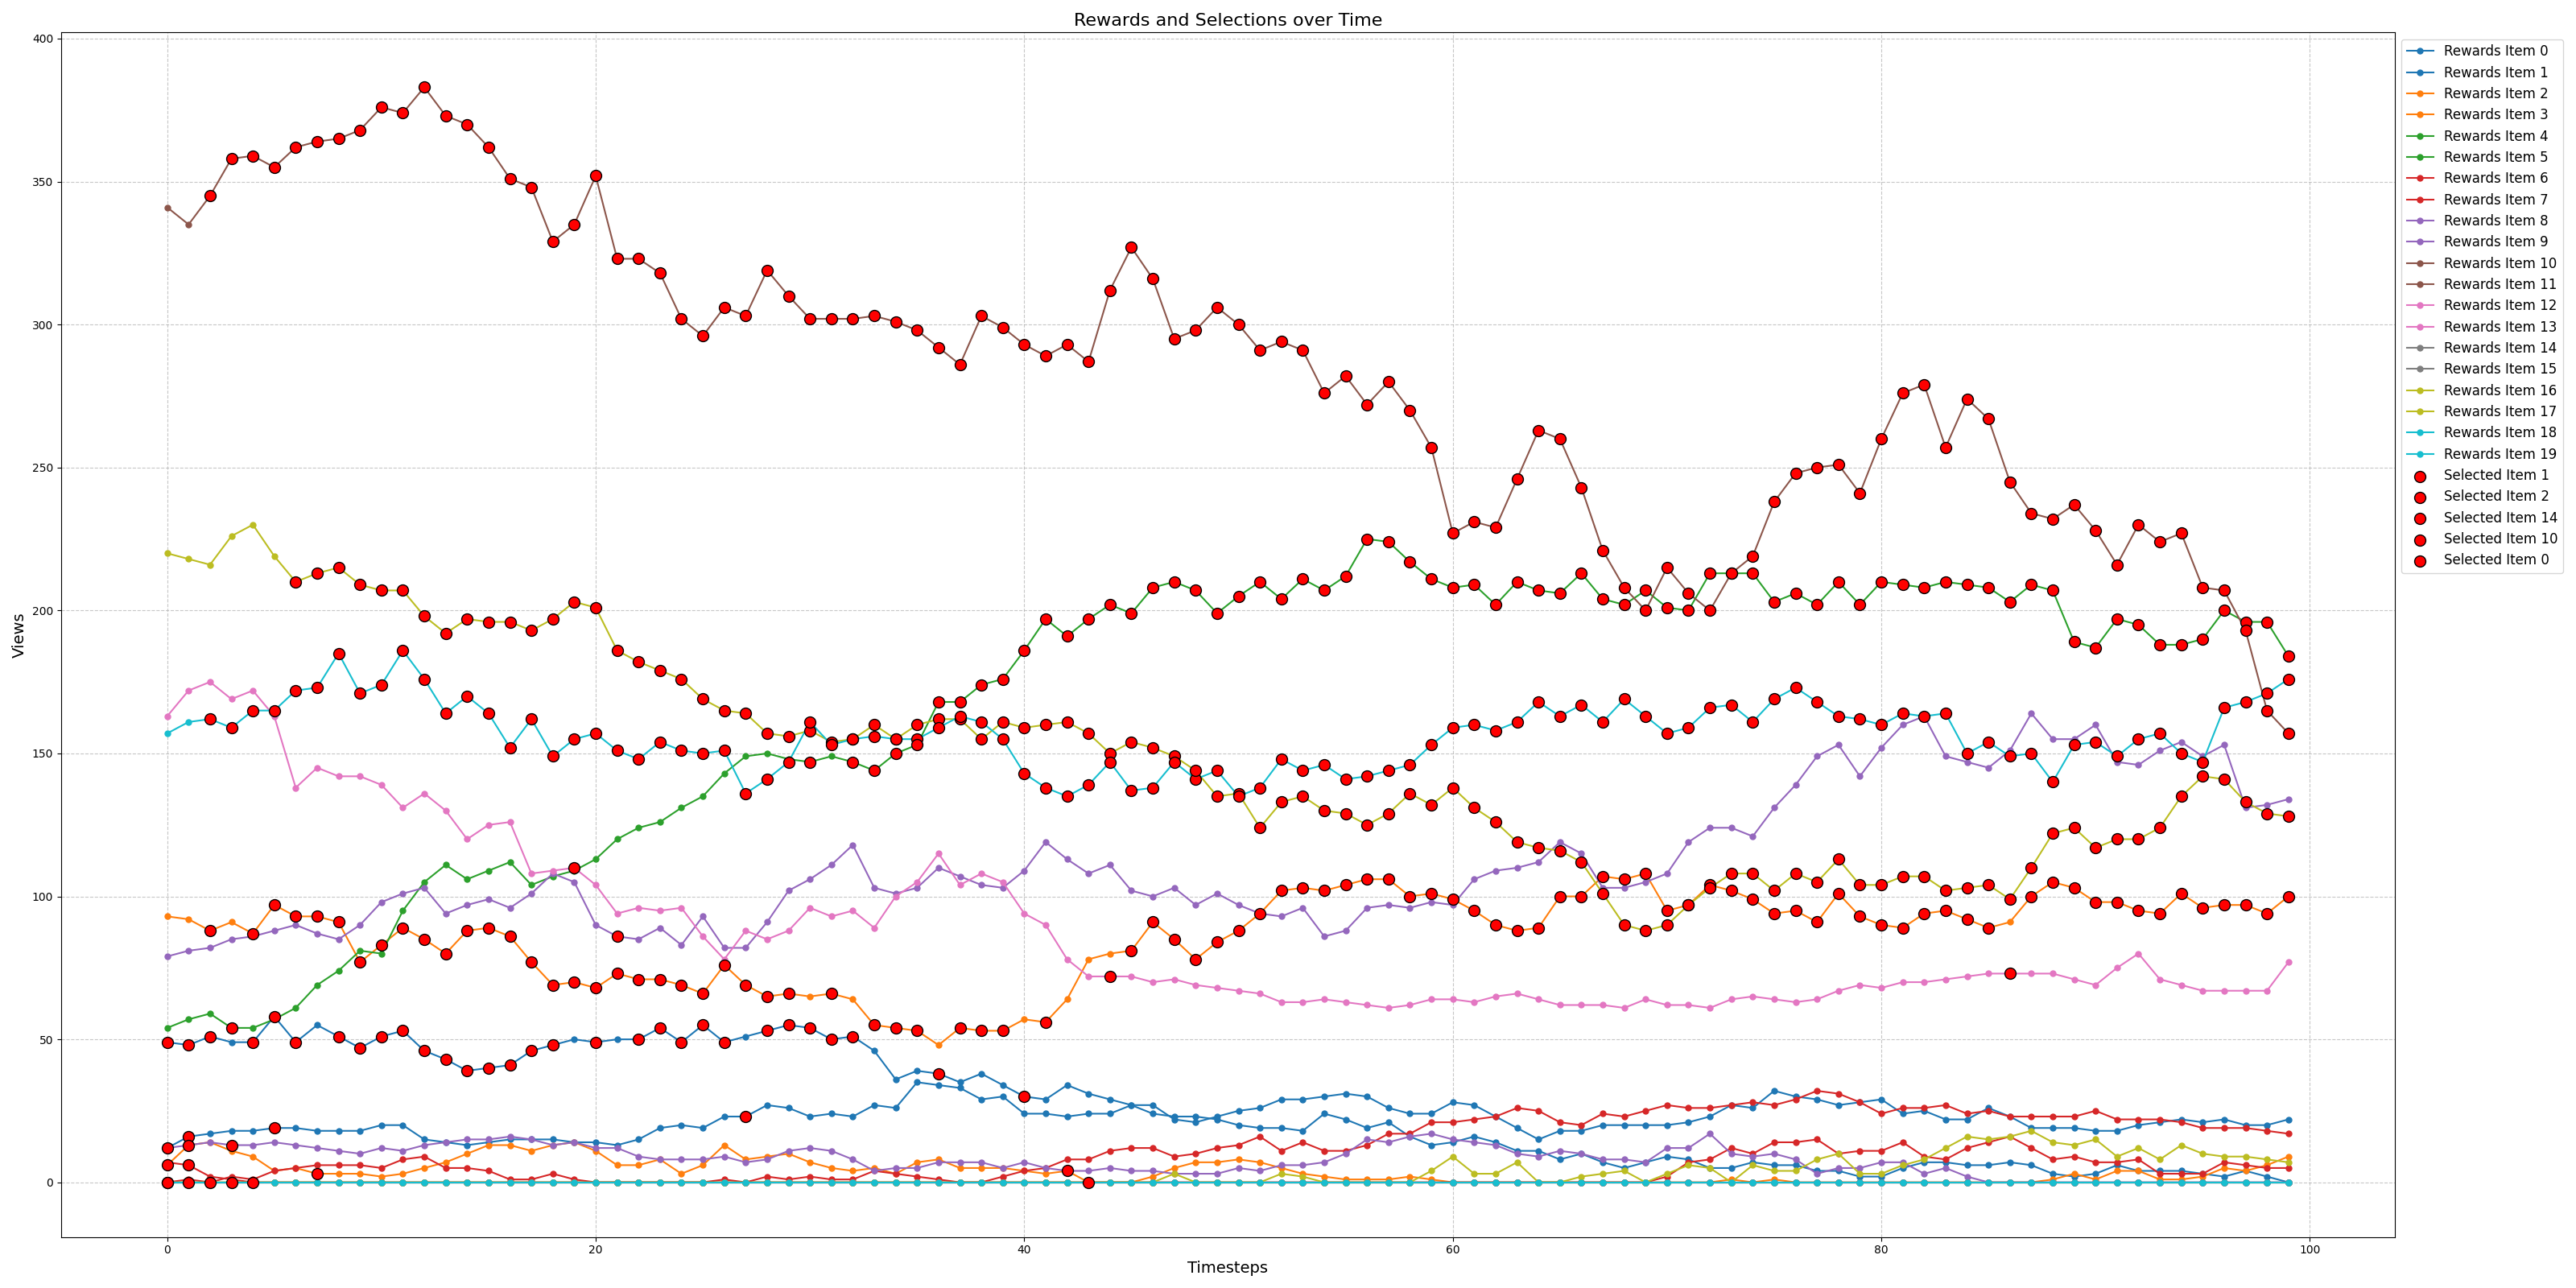 Rewards and Selections over Time
Views
400
350
300
250
200
150
100
50
0
0
20
40
60
80
100
Timesteps
Rewards Item 0
Rewards Item 1
Rewards Item 2
Rewards Item 3
Rewards Item 4
Rewards Item 5
Rewards Item 6
Rewards Item 7
Rewards Item 8
Rewards Item 9
Rewards Item 10
Rewards Item 11
Rewards Item 12
Rewards Item 13
Rewards Item 14
Rewards Item 15
Rewards Item 16
Rewards Item 17
Rewards Item 18
Rewards Item 19
Selected Item 1
Selected Item 2
Selected Item 14
Selected Item 10
Selected Item 0